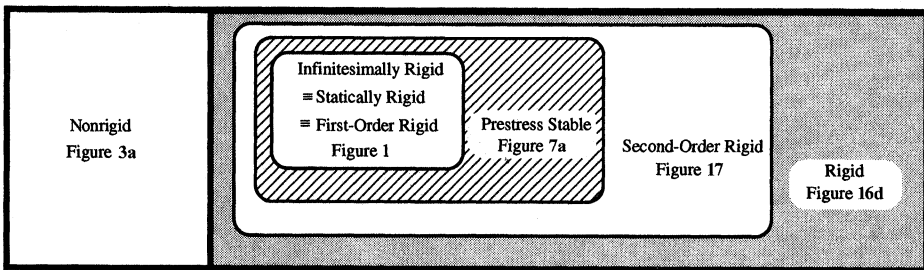 Nonrigid
Figure 3a
Infinitesimally Rigid
≡ Statically Rigid
≡ First-Order Rigid
Figure 1
Prestress Stable
Figure 7a
Second-Order Rigid
Figure 17
Rigid
Figure 16d